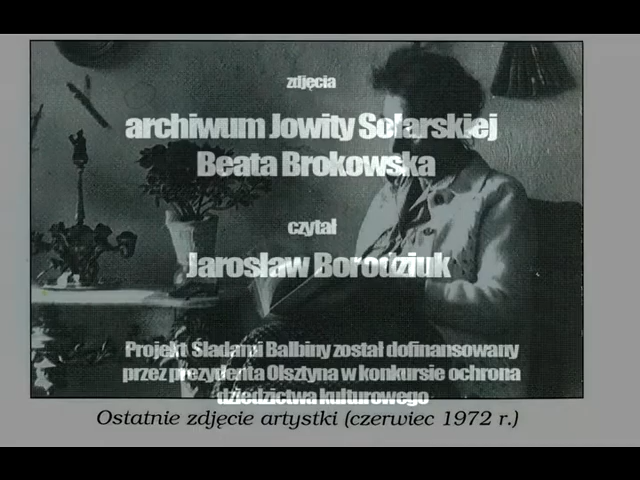 zdjęcia
archiwum Jowity Solarskiej
Beata Brokowska
czytał
Jarosław Borodziuk
Projekt Śladami Balbiny został dofinansowany
przez prezydenta Olsztyna w konkursie ochrona
dziedzictwa kulturowego
Ostatnie zdjęcie artystki (czerwiec 1972 r.)